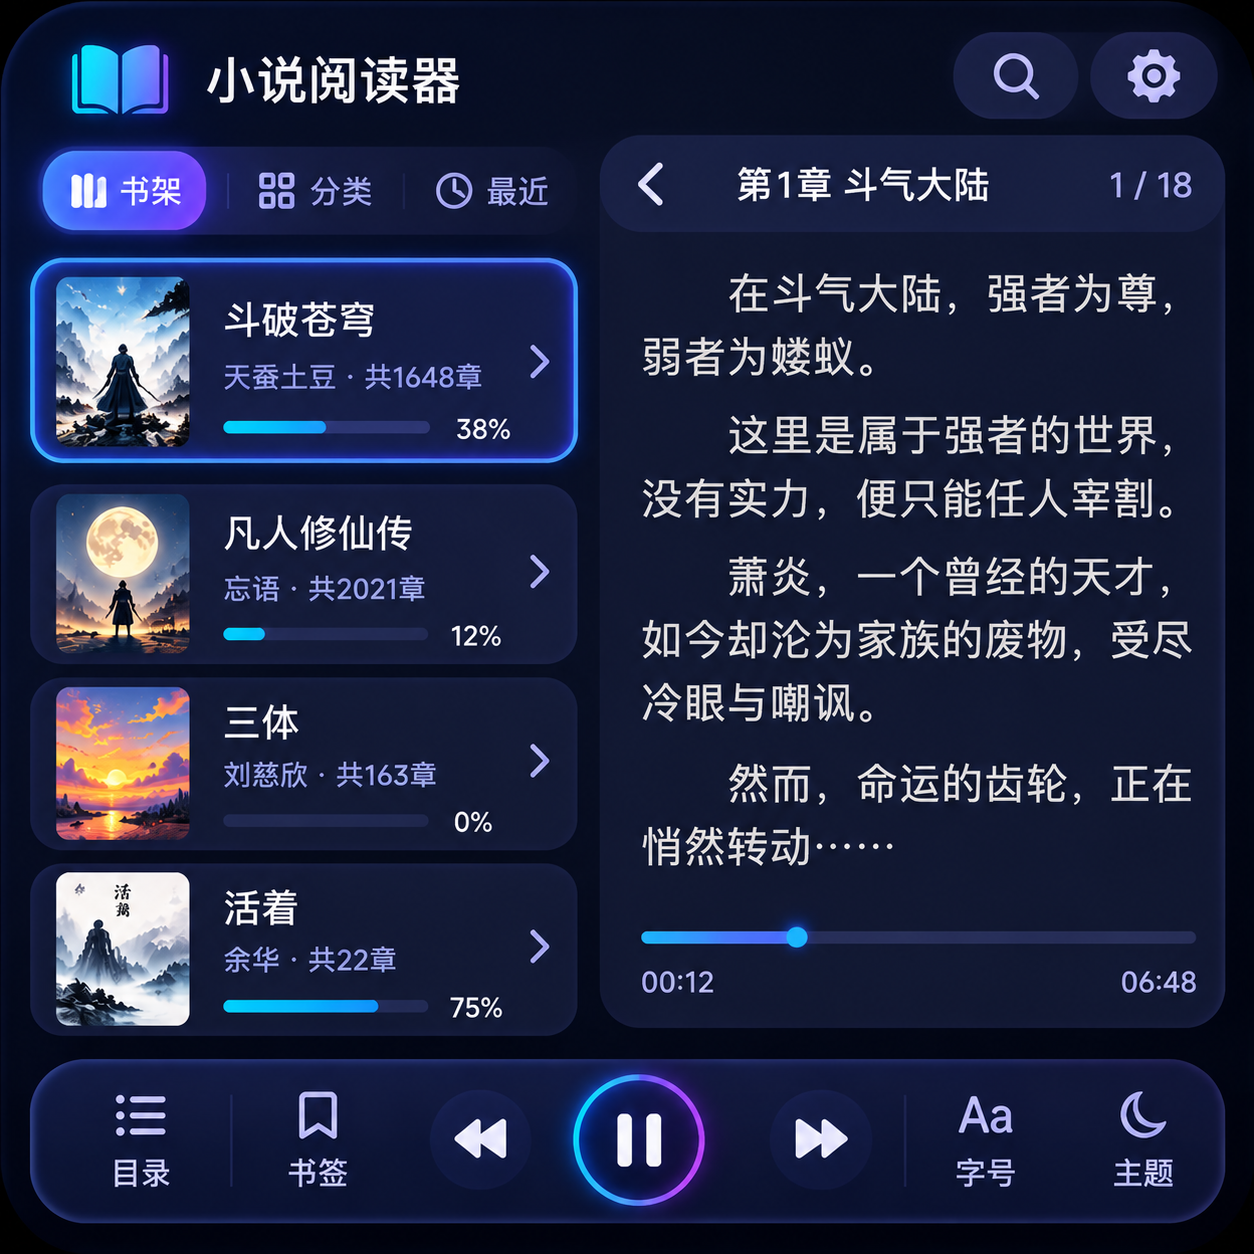 小说阅读器
书架
分类
最近
斗破苍穹
天蚕土豆 · 共1648章
38%
凡人修仙传
忘语 · 共2021章
12%
三体
刘慈欣 · 共163章
0%
活
活着
余华 · 共22章
75%
第1章 斗气大陆
1 / 18
在斗气大陆，强者为尊，
弱者为蝼蚁。
这里是属于强者的世界，
没有实力，便只能任人宰割。
萧炎，一个曾经的天才，
如今却沦为家族的废物，受尽
冷眼与嘲讽。
然而，命运的齿轮，正在
悄然转动……
00:12
06:48
目录
书签
Aa
字号
主题